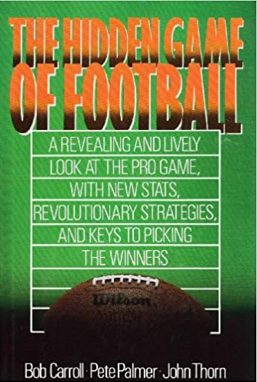 THE HIDDEN GAME
OF FOOTBALL
A REVEALING AND LIVELY
LOOK AT THE PRO GAME,
WITH NEW STATS,
REVOLUTIONARY STRATEGIES,
AND KEYS TO PICKING
THE WINNERS
Wilson
Bob Carroll · Pete Palmer · John Thorn